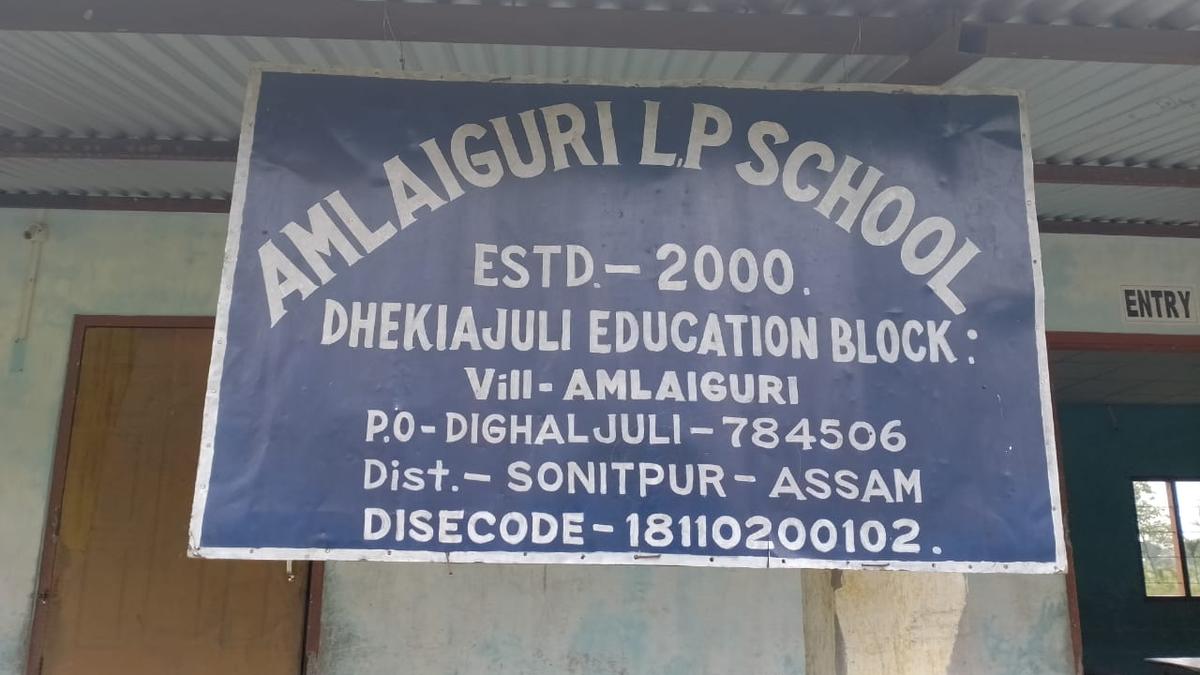 AMLAIGURI L.P SCHOOL
ESTD.- 2000.
DHEKIAJULI EDUCATION BLOCK:
Vill- AMLAIGURI
P.O- DIGHALJULI - 784506
Dist.- SONITPUR - ASSAM
DISECODE - 18110200102.
ENTRY